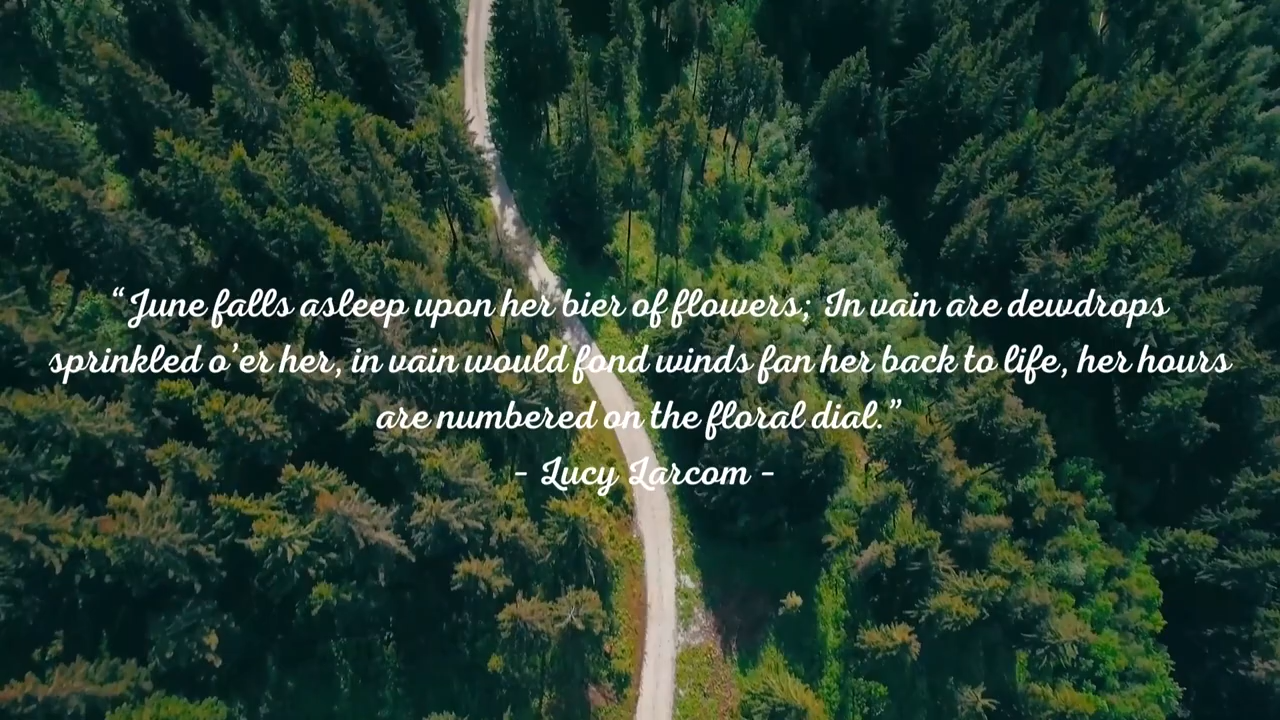 “June falls asleep upon her bier of flowers; In vain are dewdrops
sprinkled o’er her, in vain would fond winds fan her back to life, her hours
are numbered on the floral dial.”
- Lucy Larcom -